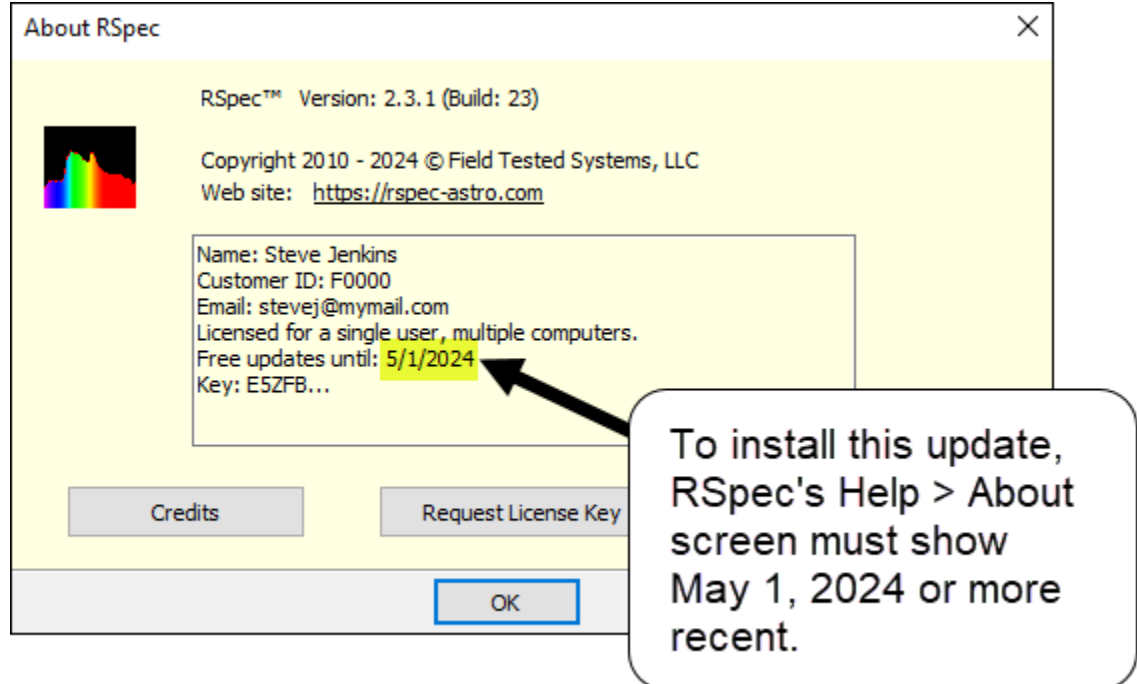 About RSpec
RSpec™ Version: 2.3.1 (Build: 23)
Copyright 2010 - 2024 © Field Tested Systems, LLC
Web site: https://rspec-astro.com
Name: Steve Jenkins
Customer ID: F0000
Email: stevej@mymail.com
Licensed for a single user, multiple computers.
Free updates until: 5/1/2024
Key: E5ZFB...
Credits
Request License Key
OK
To install this update,
RSpec's Help > About
screen must show
May 1, 2024 or more
recent.